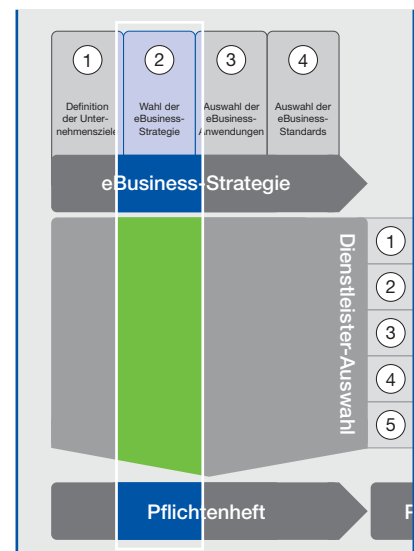 1
2
3
4
Definition
der Unter-
nehmensziele
Wahl der
eBusiness-
Strategie
Auswahl der
eBusiness-
Anwendungen
Auswahl der
eBusiness-
Standards
eBusiness-Strategie
Dienstleister-Auswahl
1
2
3
4
5
Pflichtenheft